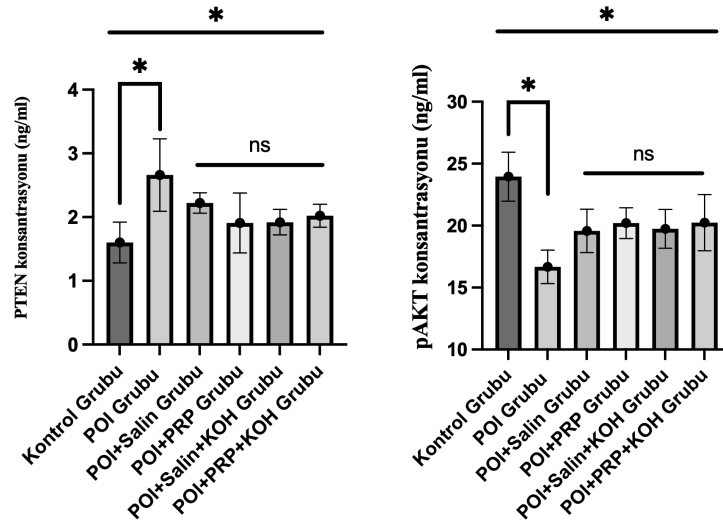 *
*
ns
PTEN konsantrasyonu (ng/ml)
4
3
2
1
0
Kontrol Grubu
POI Grubu
POI+Salin Grubu
POI+PRP Grubu
POI+Salin+KOH Grubu
POI+PRP+KOH Grubu
*
*
ns
pAKT konsantrasyonu (ng/ml)
30
25
20
15
10
Kontrol Grubu
POI Grubu
POI+Salin Grubu
POI+PRP Grubu
POI+Salin+KOH Grubu
POI+PRP+KOH Grubu